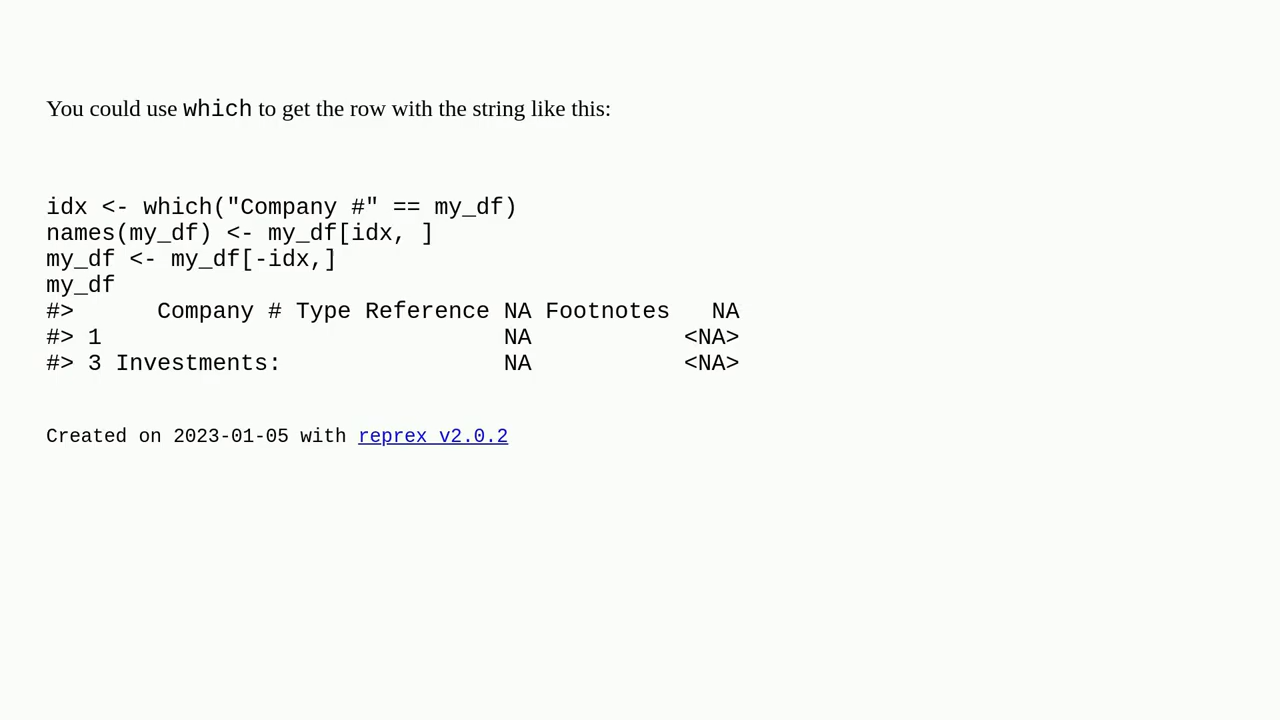 You could use which to get the row with the string like this:
idx <- which("Company #" == my_df)
names(my_df) <- my_df[idx, ]
my_df <- my_df[-idx,]
my_df
#>      Company # Type Reference NA Footnotes   NA
#> 1                             NA           <NA>
#> 3 Investments:                NA           <NA>
Created on 2023-01-05 with reprex v2.0.2